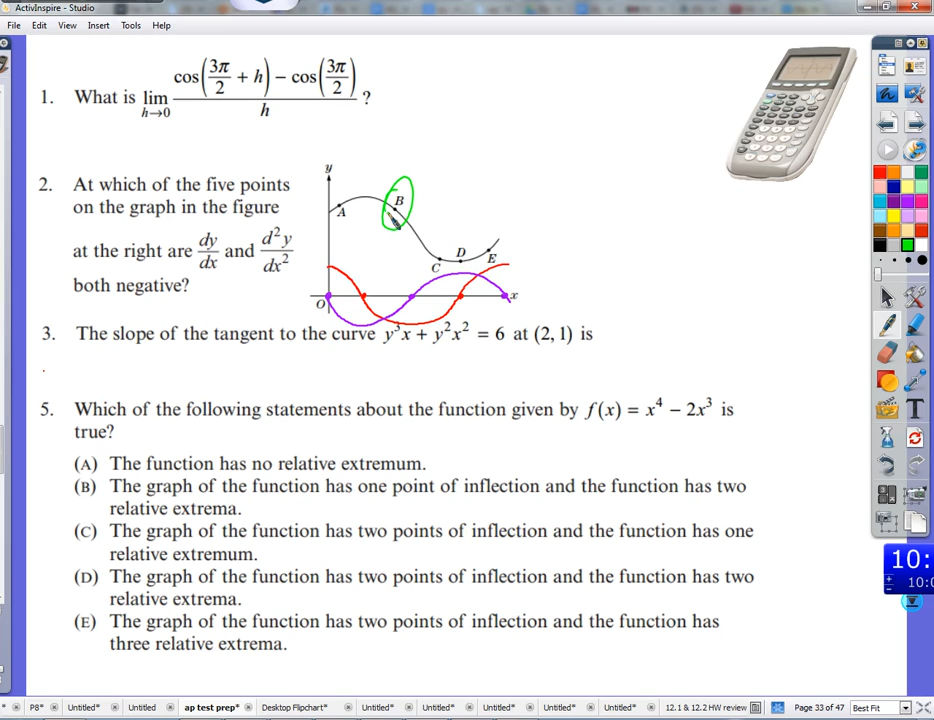 ActivInspire - Studio
File Edit View Insert Tools Help
1. What is lim h→0 (cos(3π/2 + h) − cos(3π/2))/h ?
2. At which of the five points
on the graph in the figure
at the right are dy/dx and d²y/dx²
both negative?
y
A
B
C
D
E
O
x
3. The slope of the tangent to the curve y³x + y²x² = 6 at (2, 1) is
5. Which of the following statements about the function given by f(x) = x⁴ − 2x³ is
true?
(A) The function has no relative extremum.
(B) The graph of the function has one point of inflection and the function has two
relative extrema.
(C) The graph of the function has two points of inflection and the function has one
relative extremum.
(D) The graph of the function has two points of inflection and the function has two
relative extrema.
(E) The graph of the function has two points of inflection and the function has
three relative extrema.
T
10:
10:0
P8* Untitled* Untitled ap test prep* Desktop Flipchart* Untitled* Untitled* Untitled* Untitled* Untitled* 12.1 & 12.2 HW review Page 33 of 47 Best Fit